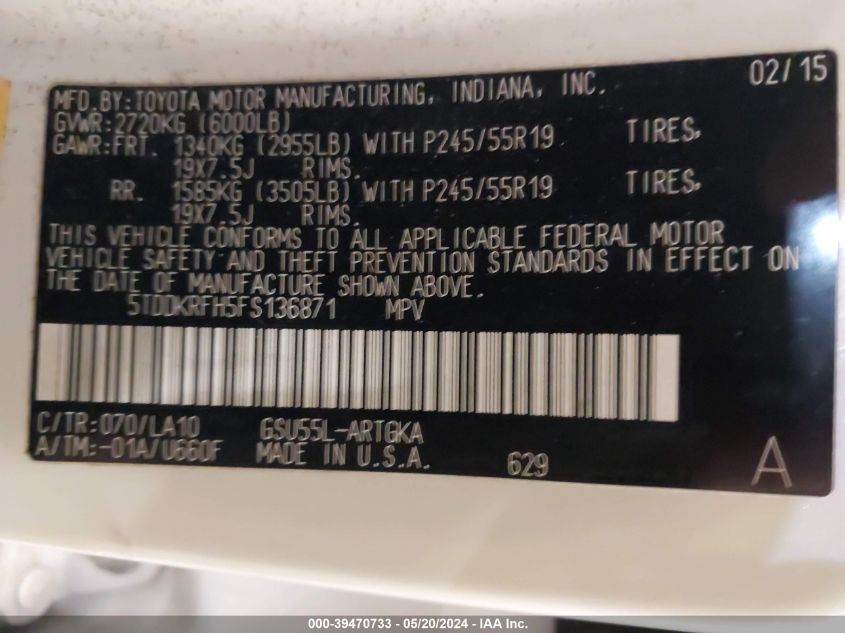 02/15
MFD.BY:TOYOTA MOTOR MANUFACTURING, INDIANA, INC.
GVWR:2720KG (6000LB)
GAWR:FRT. 1340KG (2955LB) WITH P245/55R19 TIRES,
19X7.5J RIMS.
RR. 1585KG (3505LB) WITH P245/55R19 TIRES,
19X7.5J RIMS.
THIS VEHICLE CONFORMS TO ALL APPLICABLE FEDERAL MOTOR
VEHICLE SAFETY AND THEFT PREVENTION STANDARDS IN EFFECT ON
THE DATE OF MANUFACTURE SHOWN ABOVE.
5TDDKRFH5FS136871 MPV
C/TR:070/LA10 GSU55L-ARTGKA
A/TM:-01A/U660F MADE IN U.S.A. 629
A
000-39470733 - 05/20/2024 - IAA Inc.